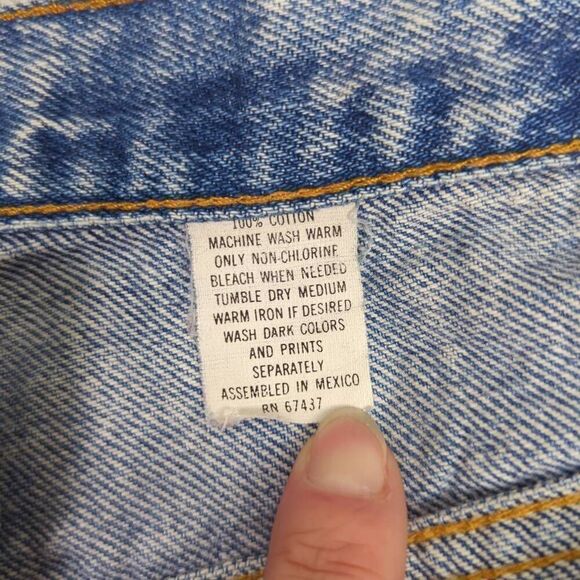 100% COTTON
MACHINE WASH WARM
ONLY NON-CHLORINE
BLEACH WHEN NEEDED
TUMBLE DRY MEDIUM
WARM IRON IF DESIRED
WASH DARK COLORS
AND PRINTS
SEPARATELY
ASSEMBLED IN MEXICO
RN 67437